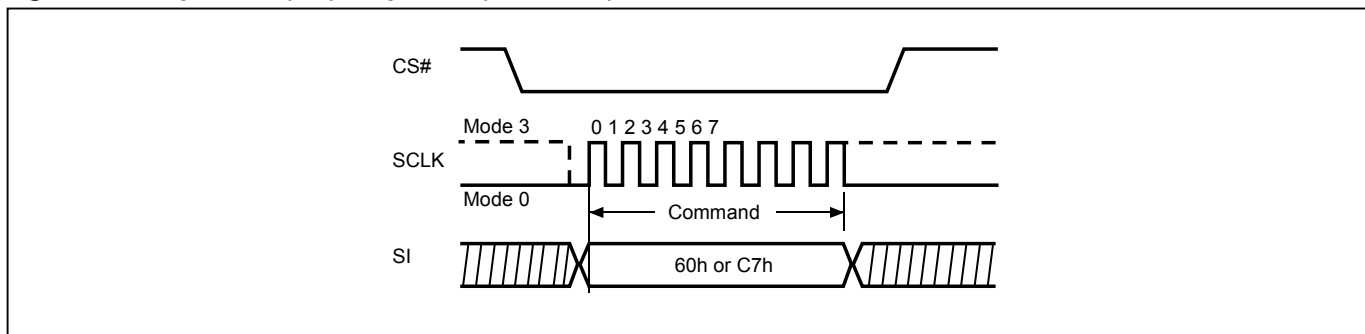 CS#
Mode 3
0 1 2 3 4 5 6 7
SCLK
Mode 0
Command
SI
60h or C7h